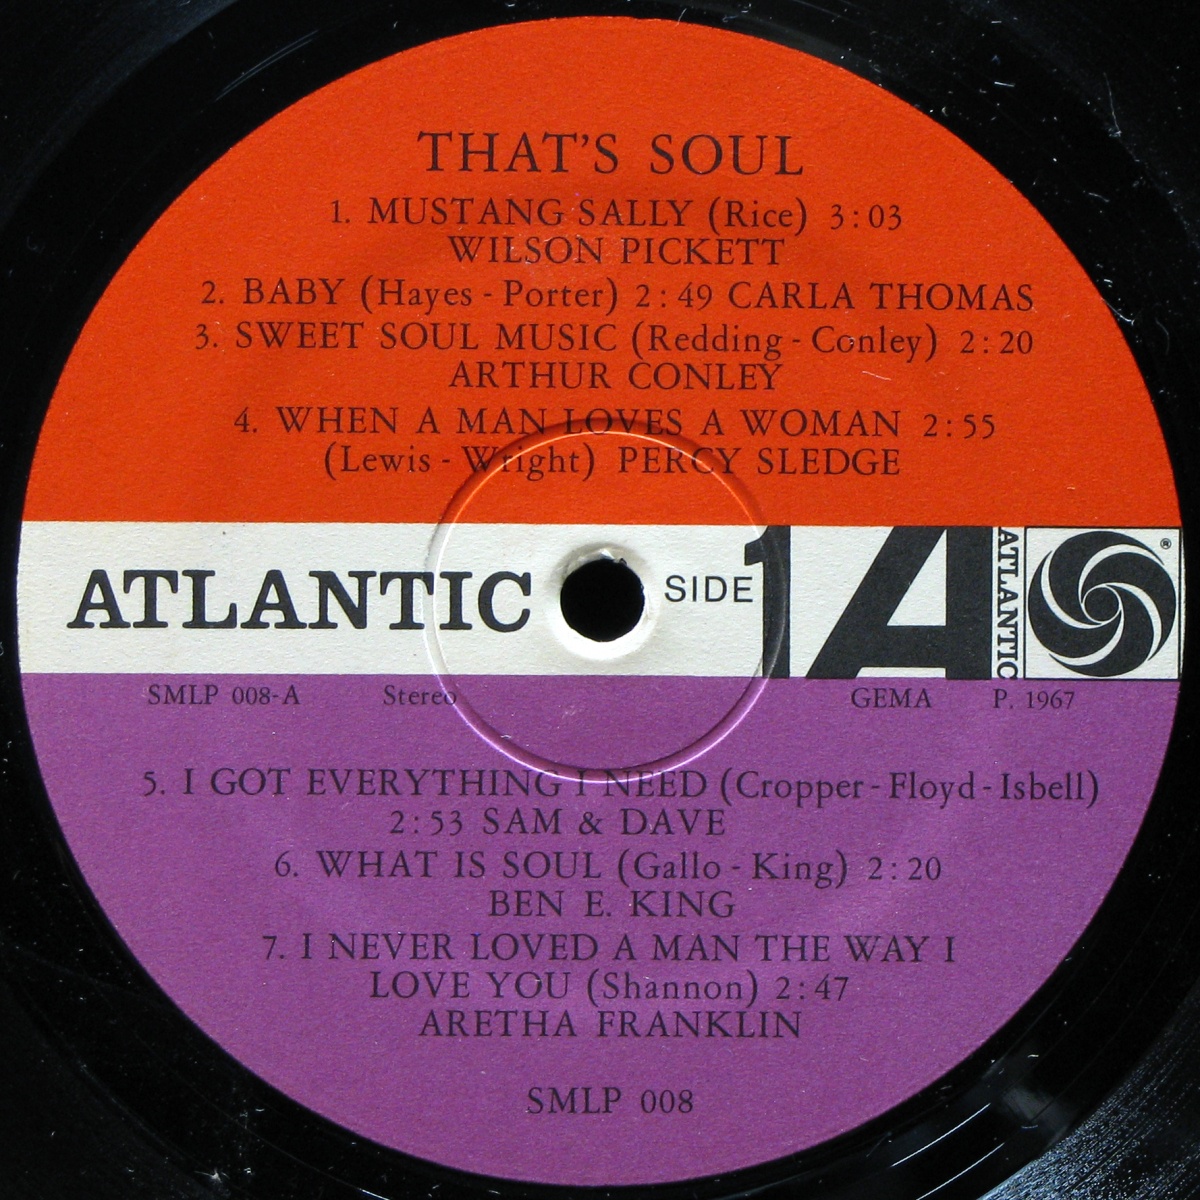 THAT'S SOUL
1. MUSTANG SALLY (Rice) 3:03
WILSON PICKETT
2. BABY (Hayes - Porter) 2:49 CARLA THOMAS
3. SWEET SOUL MUSIC (Redding - Conley) 2:20
ARTHUR CONLEY
4. WHEN A MAN LOVES A WOMAN 2:55
(Lewis - Wright) PERCY SLEDGE
ATLANTIC SIDE 1 A ATLANTIC ®
SMLP 008-A Stereo GEMA P. 1967
5. I GOT EVERYTHING I NEED (Cropper - Floyd - Isbell)
2:53 SAM & DAVE
6. WHAT IS SOUL (Gallo - King) 2:20
BEN E. KING
7. I NEVER LOVED A MAN THE WAY I
LOVE YOU (Shannon) 2:47
ARETHA FRANKLIN
SMLP 008